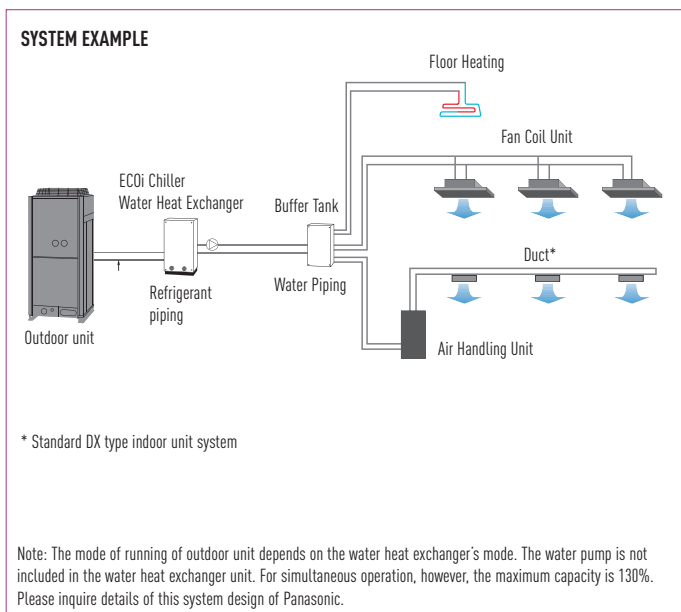 SYSTEM EXAMPLE
Floor Heating
Fan Coil Unit
ECOi Chiller
Water Heat Exchanger
Buffer Tank
Duct*
Water Piping
Refrigerant
piping
Outdoor unit
Air Handling Unit
* Standard DX type indoor unit system
Note: The mode of running of outdoor unit depends on the water heat exchanger's mode. The water pump is not
included in the water heat exchanger unit. For simultaneous operation, however, the maximum capacity is 130%.
Please inquire details of this system design of Panasonic.